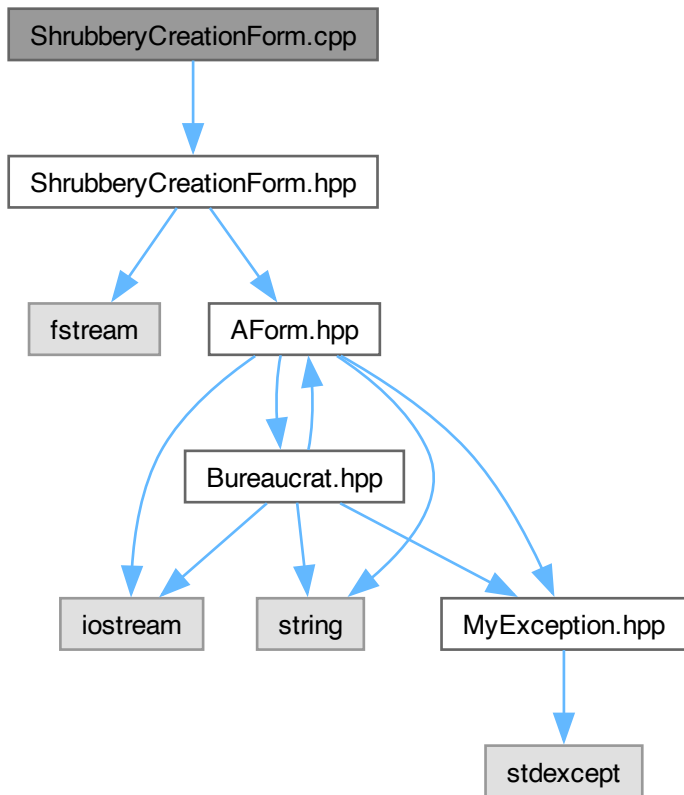 ShrubberyCreationForm.cpp
ShrubberyCreationForm.hpp
fstream
AForm.hpp
Bureaucrat.hpp
iostream
string
MyException.hpp
stdexcept